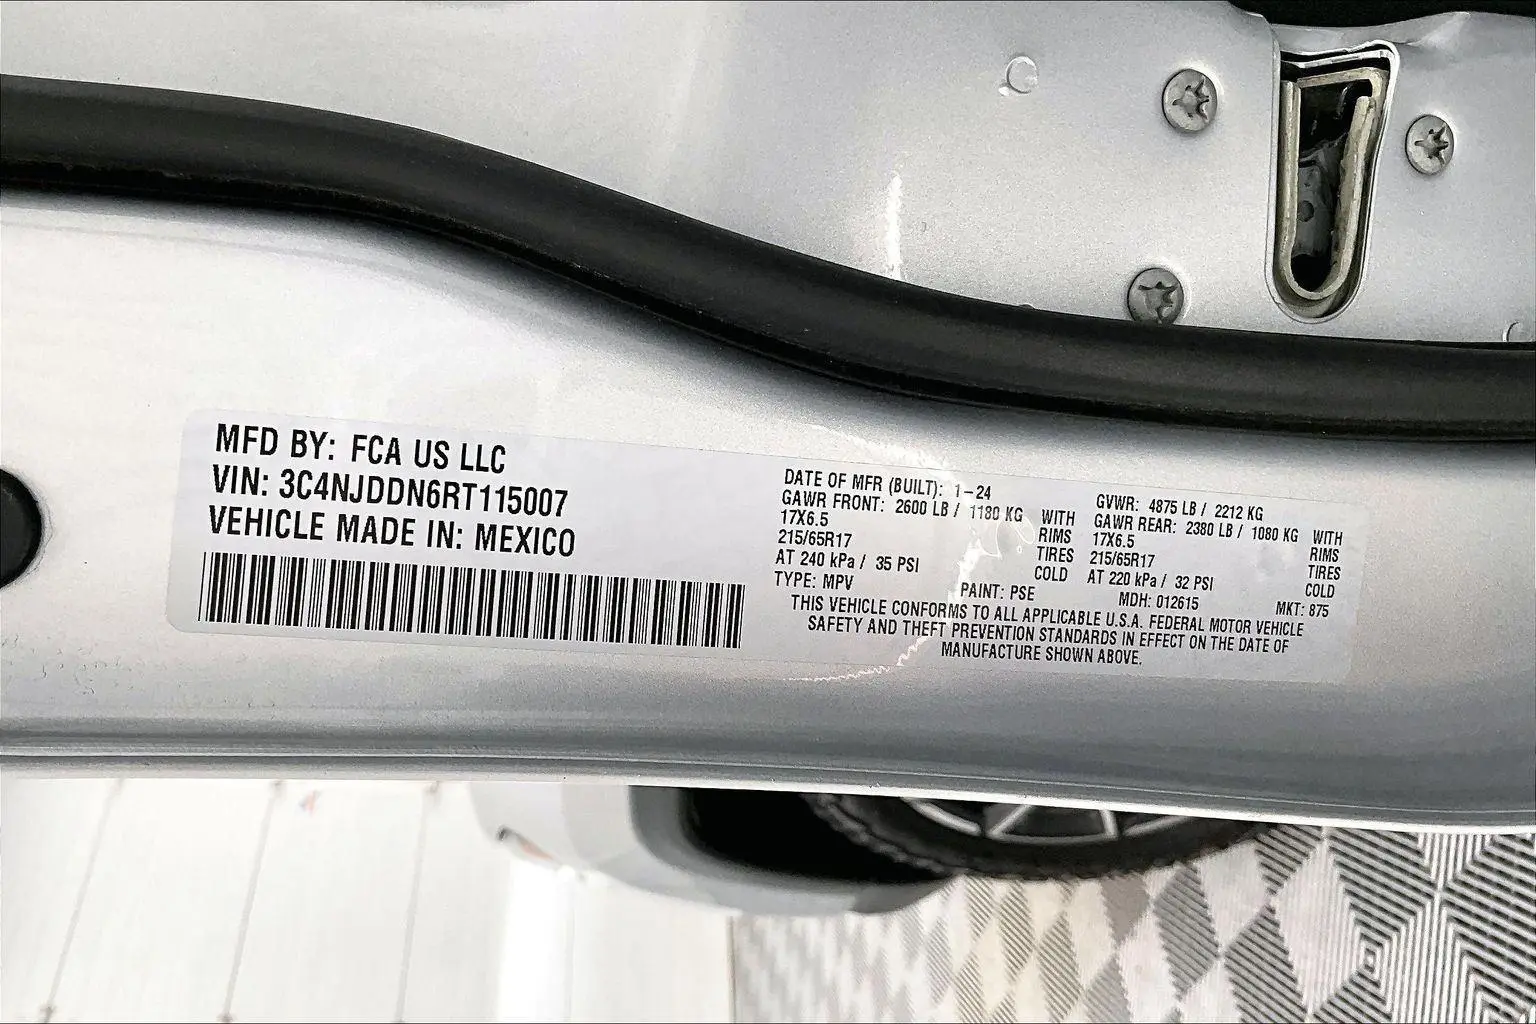 MFD BY: FCA US LLC
VIN: 3C4NJDDN6RT115007
VEHICLE MADE IN: MEXICO
DATE OF MFR (BUILT): 1-24
GAWR FRONT: 2600 LB / 1180 KG WITH
17X6.5 RIMS
215/65R17 TIRES
AT 240 kPa / 35 PSI COLD
TYPE: MPV PAINT: PSE
GVWR: 4875 LB / 2212 KG
GAWR REAR: 2380 LB / 1080 KG WITH
17X6.5 RIMS
215/65R17 TIRES
AT 220 kPa / 32 PSI COLD
MDH: 012615 MKT: 875
THIS VEHICLE CONFORMS TO ALL APPLICABLE U.S.A. FEDERAL MOTOR VEHICLE
SAFETY AND THEFT PREVENTION STANDARDS IN EFFECT ON THE DATE OF
MANUFACTURE SHOWN ABOVE.